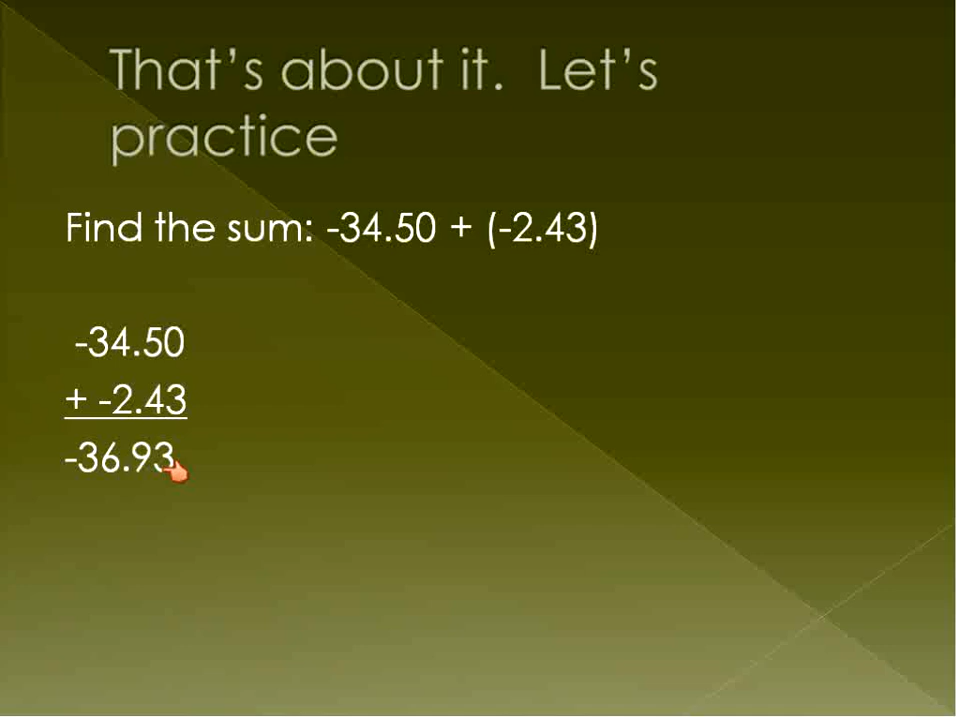 That's about it. Let's
practice
Find the sum: -34.50 + (-2.43)
-34.50
+ -2.43
-36.93